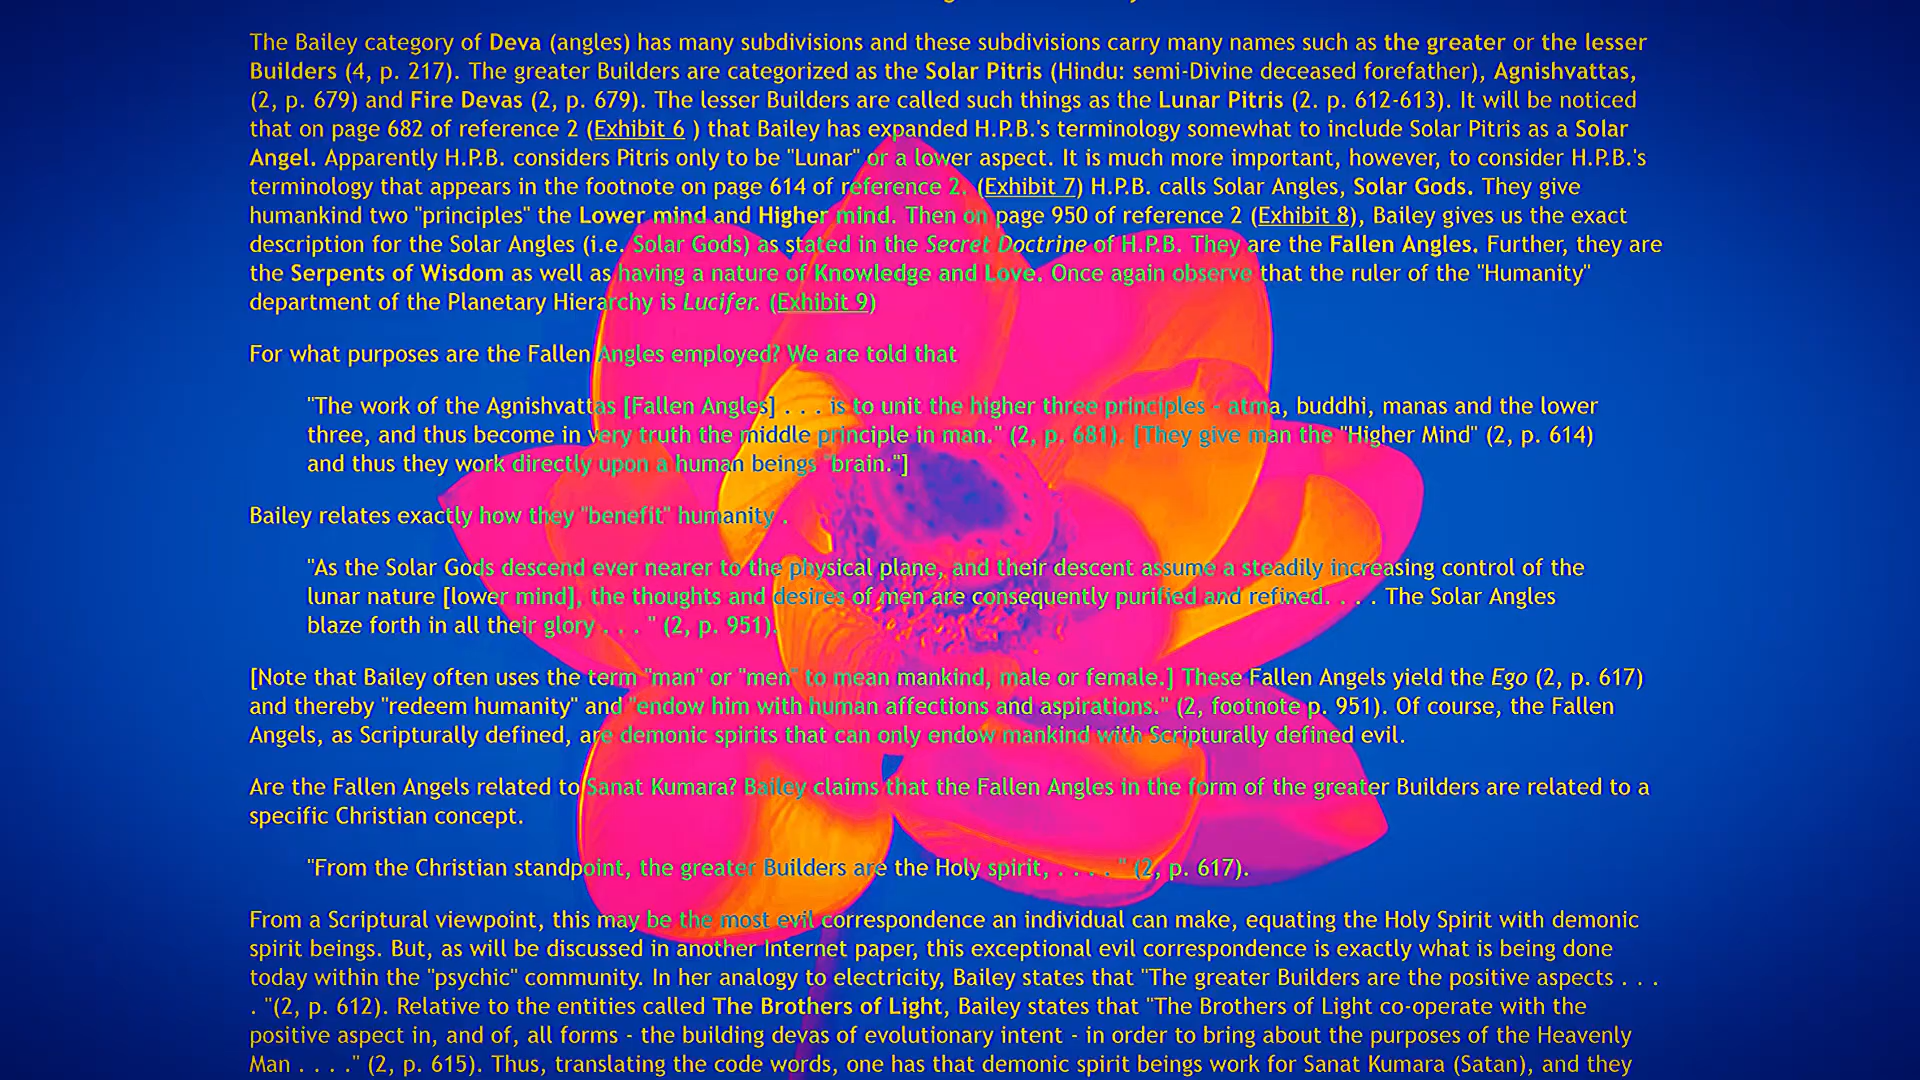 The Bailey category of Deva (angles) has many subdivisions and these subdivisions carry many names such as the greater or the lesser
Builders (4, p. 217). The greater Builders are categorized as the Solar Pitris (Hindu: semi-Divine deceased forefather), Agnishvattas,
(2, p. 679) and Fire Devas (2, p. 679). The lesser Builders are called such things as the Lunar Pitris (2. p. 612-613). It will be noticed
that on page 682 of reference 2 (Exhibit 6 ) that Bailey has expanded H.P.B.'s terminology somewhat to include Solar Pitris as a Solar
Angel. Apparently H.P.B. considers Pitris only to be "Lunar" or a lower aspect. It is much more important, however, to consider H.P.B.'s
terminology that appears in the footnote on page 614 of reference 2. (Exhibit 7) H.P.B. calls Solar Angles, Solar Gods. They give
humankind two "principles" the Lower mind and Higher mind. Then on page 950 of reference 2 (Exhibit 8), Bailey gives us the exact
description for the Solar Angles (i.e. Solar Gods) as stated in the Secret Doctrine of H.P.B. They are the Fallen Angles. Further, they are
the Serpents of Wisdom as well as having a nature of Knowledge and Love. Once again observe that the ruler of the "Humanity"
department of the Planetary Hierarchy is Lucifer. (Exhibit 9)
For what purposes are the Fallen Angles employed? We are told that
"The work of the Agnishvattas [Fallen Angles] . . . is to unit the higher three principles - atma, buddhi, manas and the lower
three, and thus become in very truth the middle principle in man." (2, p. 681). [They give man the "Higher Mind" (2, p. 614)
and thus they work directly upon a human beings "brain."]
Bailey relates exactly how they "benefit" humanity .
"As the Solar Gods descend ever nearer to the physical plane, and their descent assume a steadily increasing control of the
lunar nature [lower mind], the thoughts and desires of men are consequently purified and refined. . . . The Solar Angles
blaze forth in all their glory . . . " (2, p. 951).
[Note that Bailey often uses the term "man" or "men" to mean mankind, male or female.] These Fallen Angels yield the Ego (2, p. 617)
and thereby "redeem humanity" and "endow him with human affections and aspirations." (2, footnote p. 951). Of course, the Fallen
Angels, as Scripturally defined, are demonic spirits that can only endow mankind with Scripturally defined evil.
Are the Fallen Angels related to Sanat Kumara? Bailey claims that the Fallen Angles in the form of the greater Builders are related to a
specific Christian concept.
"From the Christian standpoint, the greater Builders are the Holy spirit, . . . . " (2, p. 617).
From a Scriptural viewpoint, this may be the most evil correspondence an individual can make, equating the Holy Spirit with demonic
spirit beings. But, as will be discussed in another Internet paper, this exceptional evil correspondence is exactly what is being done
today within the "psychic" community. In her analogy to electricity, Bailey states that "The greater Builders are the positive aspects . . .
. "(2, p. 612). Relative to the entities called The Brothers of Light, Bailey states that "The Brothers of Light co-operate with the
positive aspect in, and of, all forms - the building devas of evolutionary intent - in order to bring about the purposes of the Heavenly
Man . . . ." (2, p. 615). Thus, translating the code words, one has that demonic spirit beings work for Sanat Kumara (Satan), and they